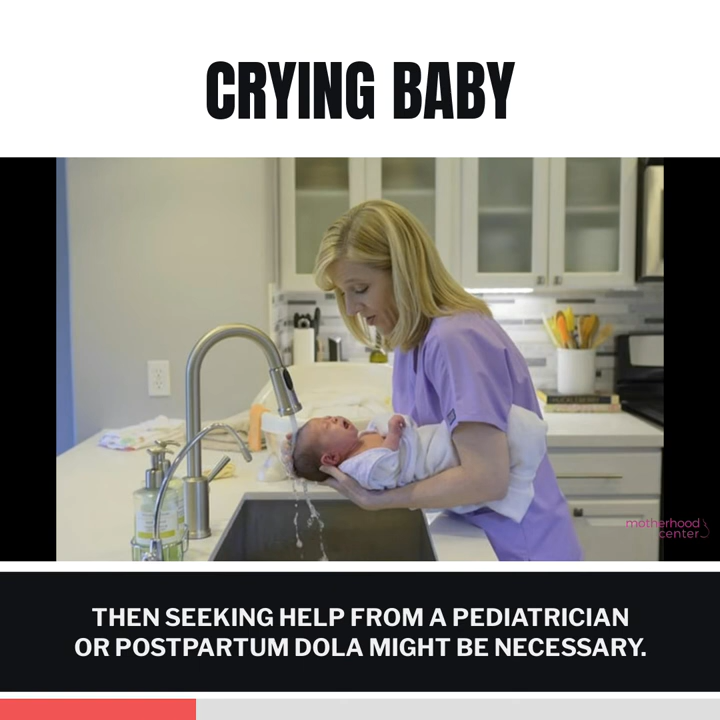 CRYING BABY
motherhood
center
THEN SEEKING HELP FROM A PEDIATRICIAN
OR POSTPARTUM DOLA MIGHT BE NECESSARY.